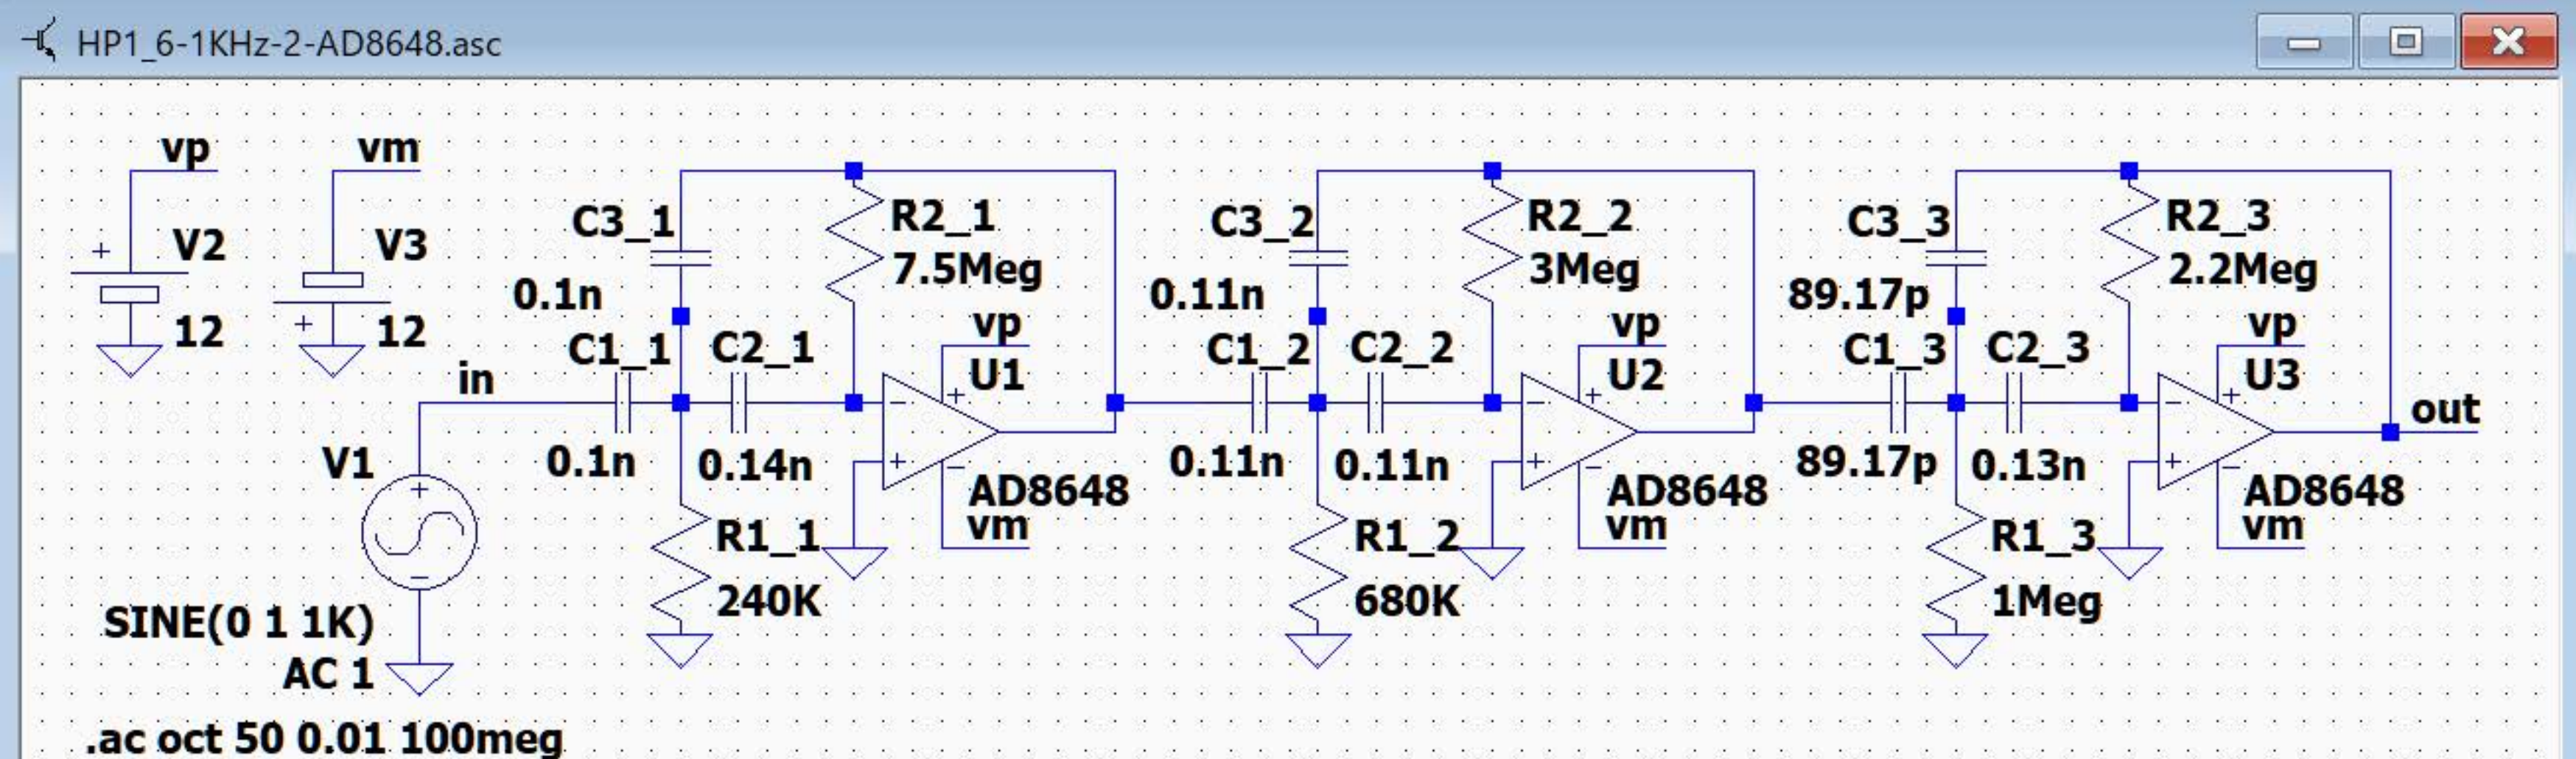 HP1_6-1KHz-2-AD8648.asc
vp
vm
V2
12
V3
12
in
V1
SINE(0 1 1K)
AC 1
.ac oct 50 0.01 100meg
C3_1
0.1n
C1_1
0.1n
C2_1
0.14n
R2_1
7.5Meg
R1_1
240K
vp
U1
AD8648
vm
C3_2
0.11n
C1_2
0.11n
C2_2
0.11n
R2_2
3Meg
R1_2
680K
vp
U2
AD8648
vm
C3_3
89.17p
C1_3
89.17p
C2_3
0.13n
R2_3
2.2Meg
R1_3
1Meg
vp
U3
AD8648
vm
out